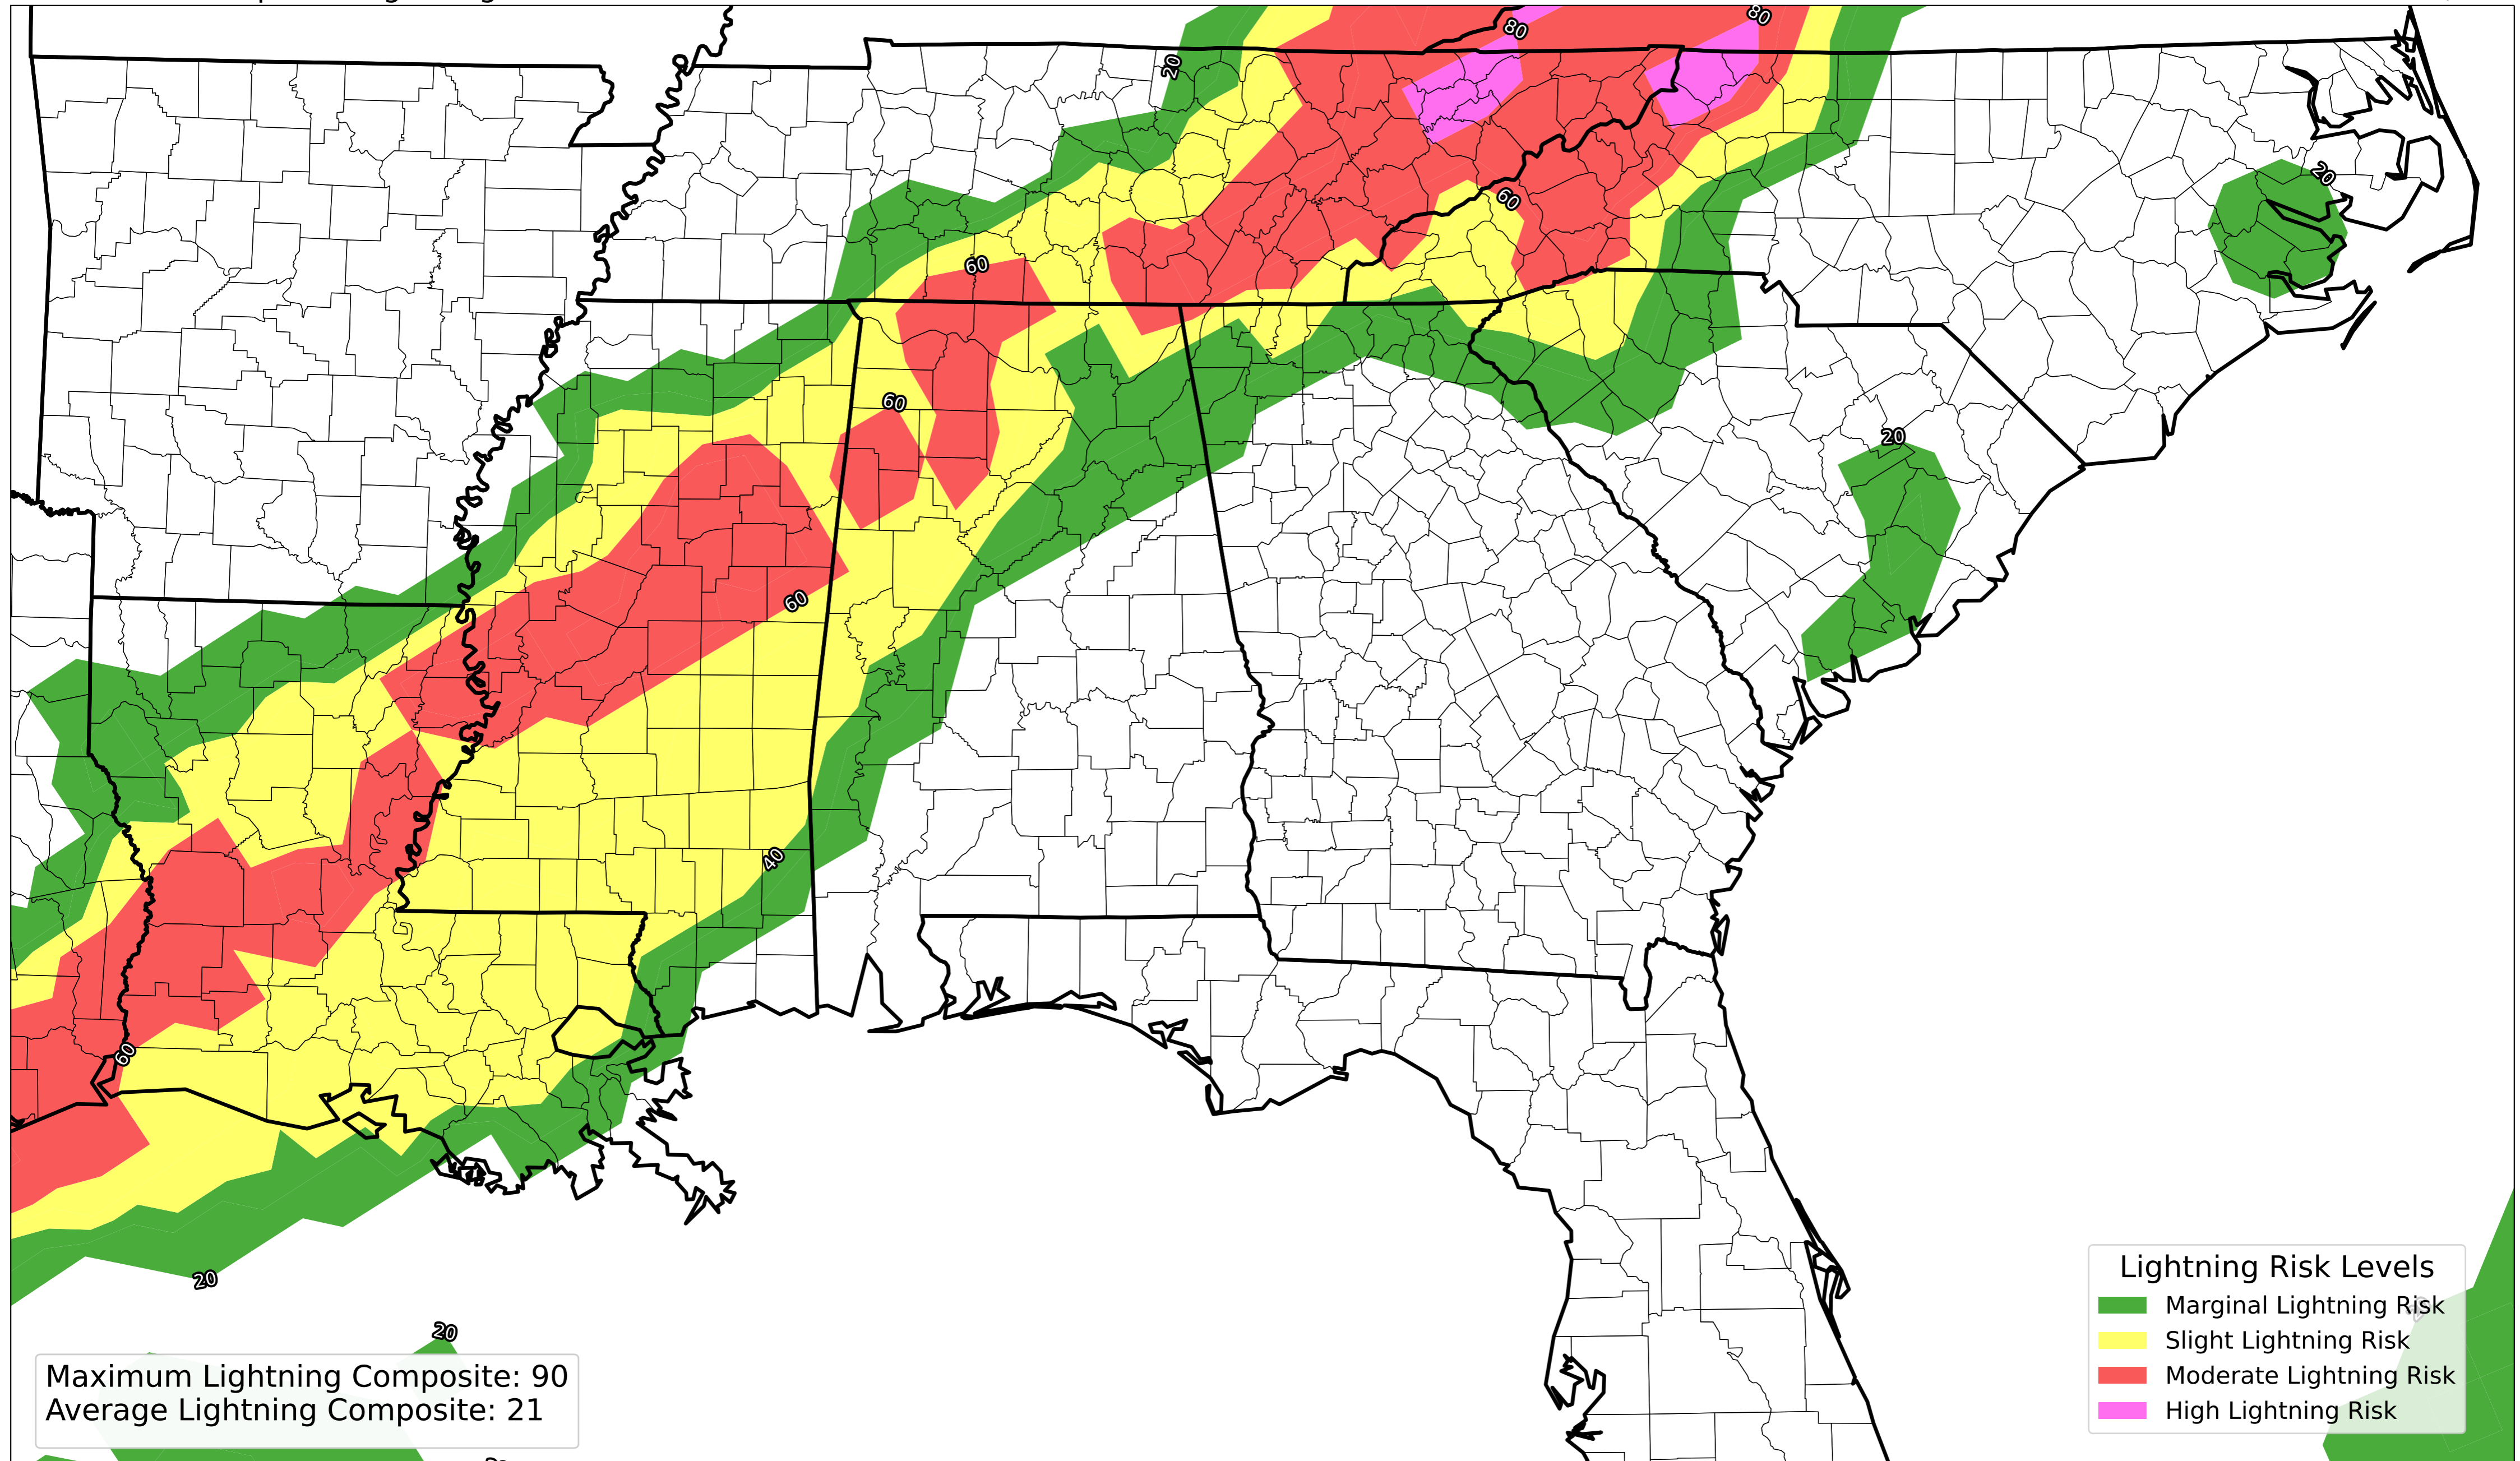 80
80
20
20
60
60
60
20
60
40
60
20
20
Lightning Risk Levels
Marginal Lightning Risk
Slight Lightning Risk
Moderate Lightning Risk
High Lightning Risk
Maximum Lightning Composite: 90
Average Lightning Composite: 21